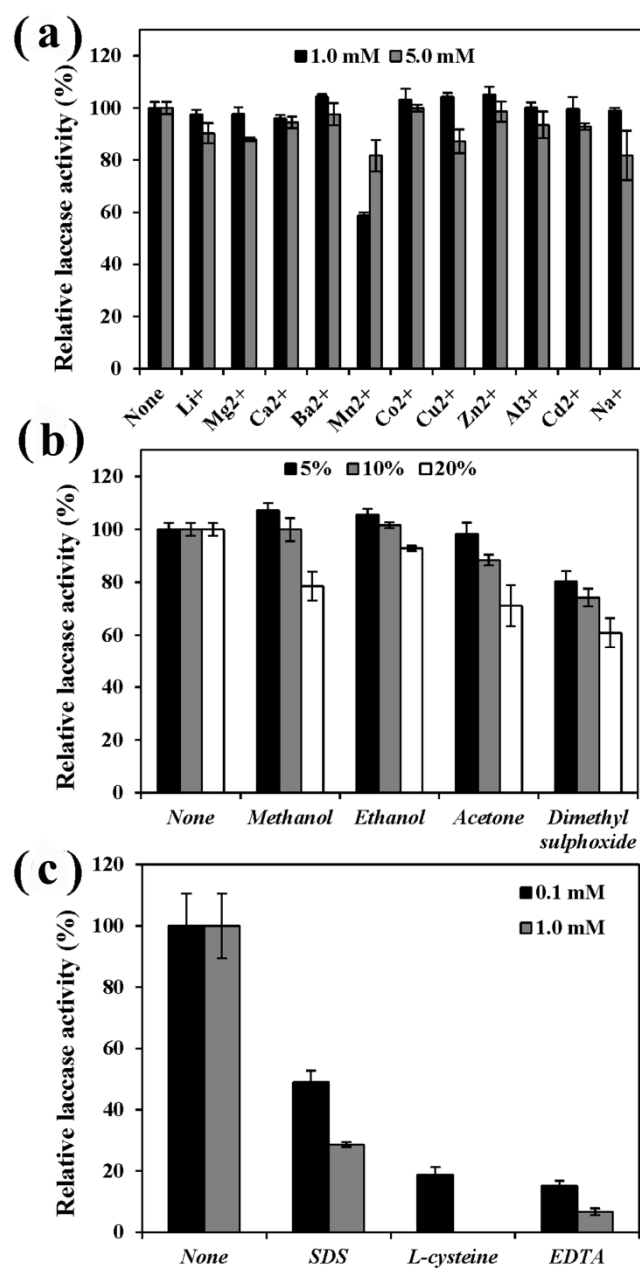 (a)
Relative laccase activity (%)
120
100
80
60
40
20
0
1.0 mM 5.0 mM
None Li+ Mg2+ Ca2+ Ba2+ Mn2+ Co2+ Cu2+ Zn2+ Al3+ Cd2+ Na+
(b)
Relative laccase activity (%)
120
100
80
60
40
20
0
5% 10% 20%
None Methanol Ethanol Acetone Dimethyl
sulphoxide
(c)
Relative laccase activity (%)
120
100
80
60
40
20
0
0.1 mM
1.0 mM
None SDS L-cysteine EDTA